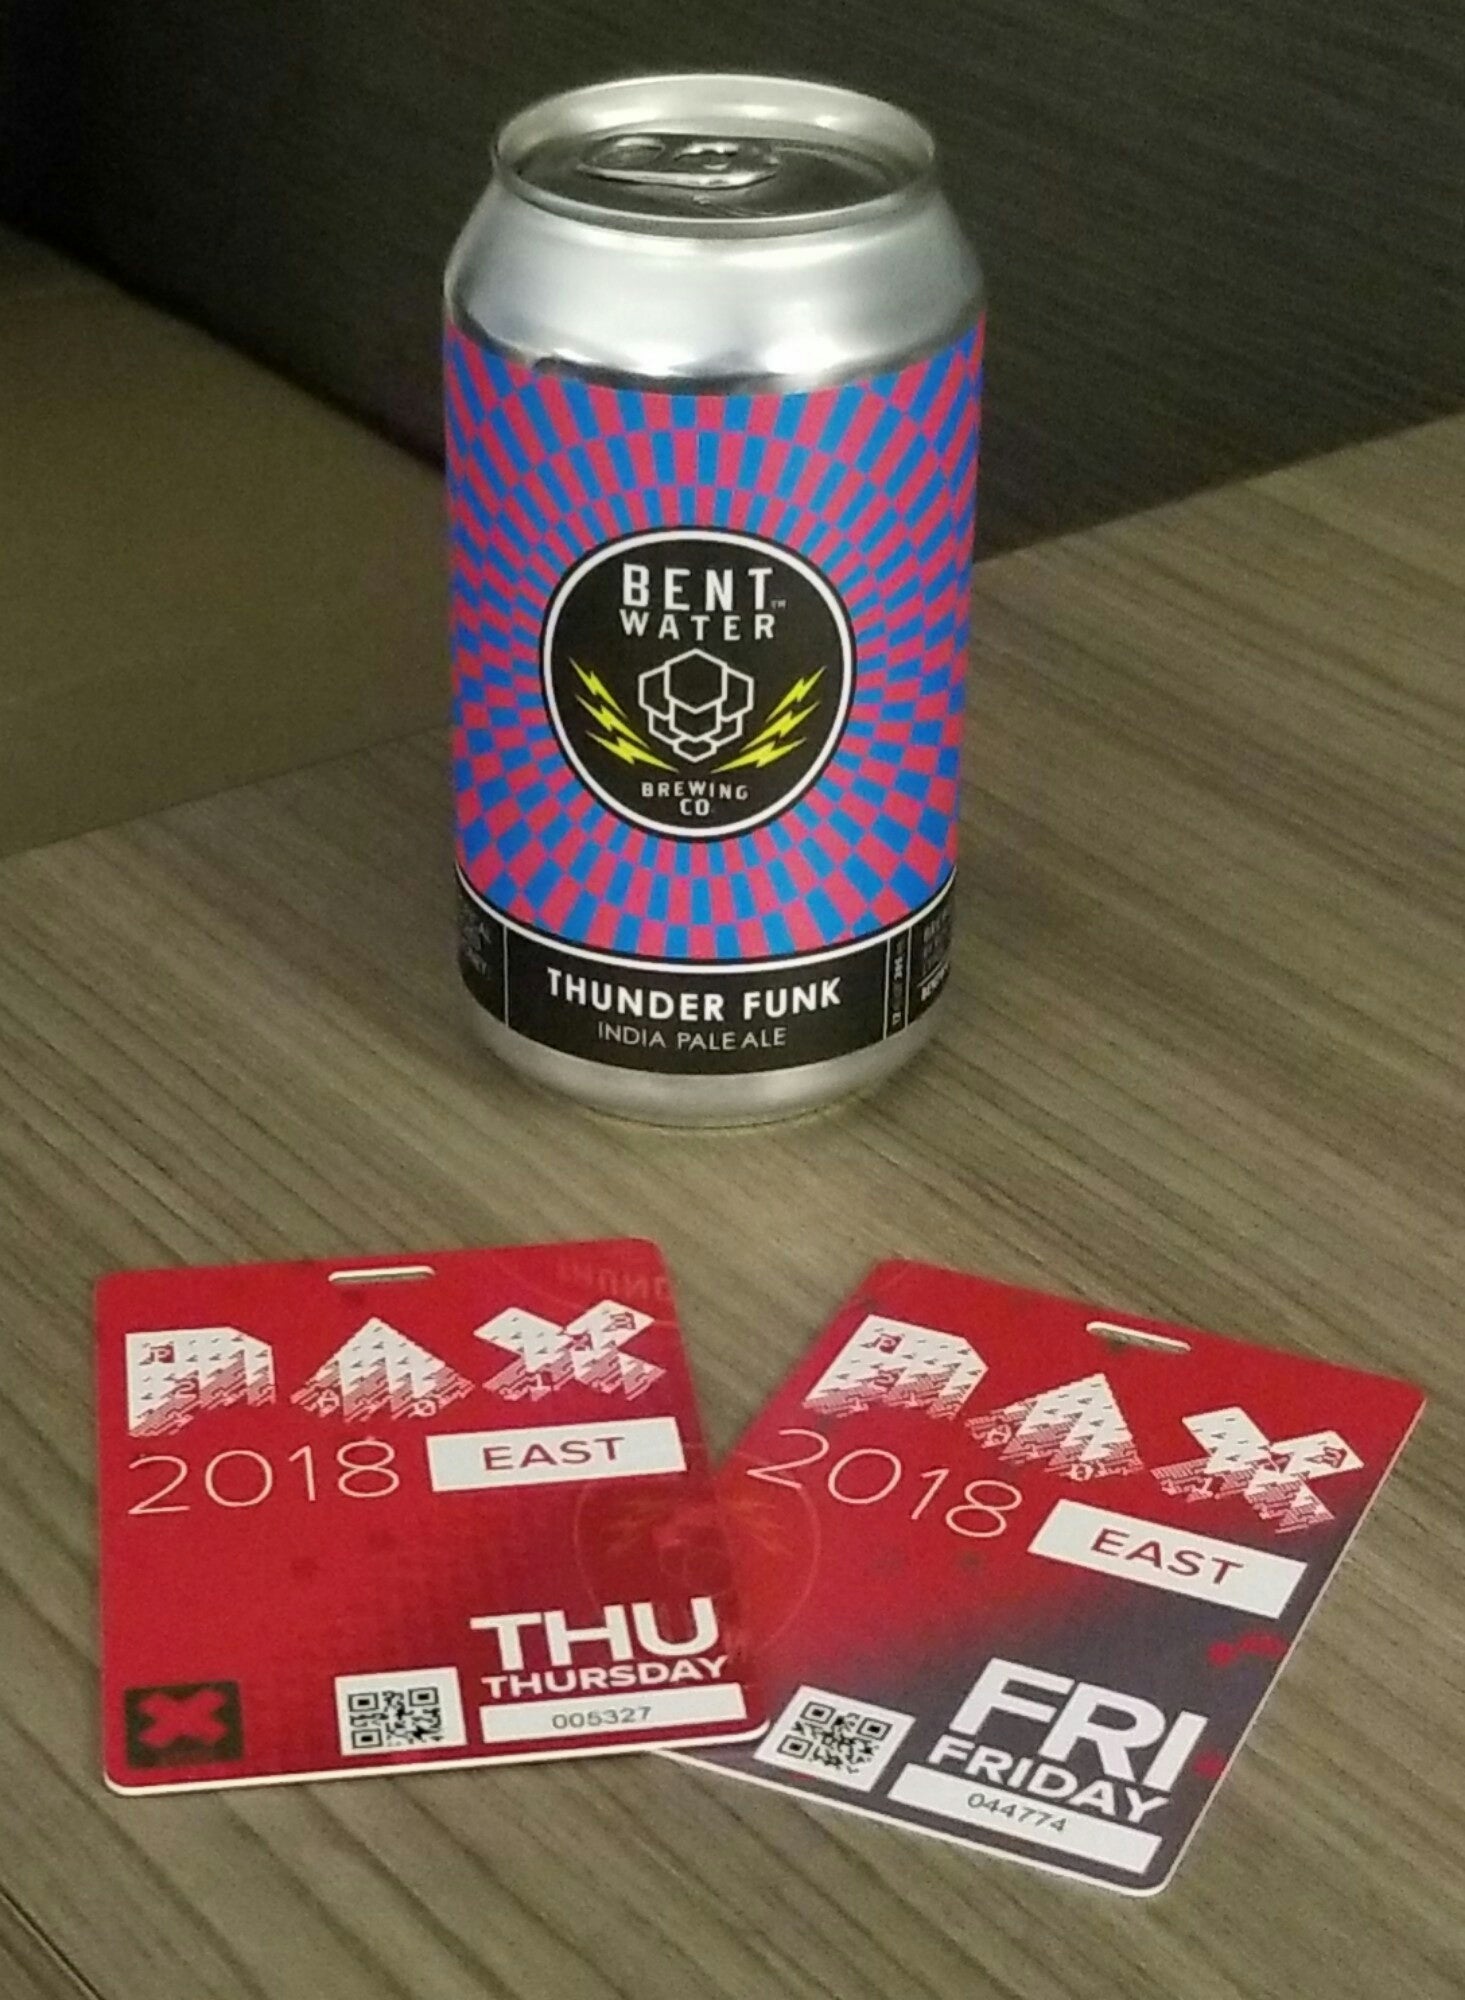 BENT™
WATER
BREWING
CO
THUNDER FUNK
INDIA PALE ALE
PAX
2018 EAST
THU
THURSDAY
005327
PAX
2018 EAST
FRI
FRIDAY
044774